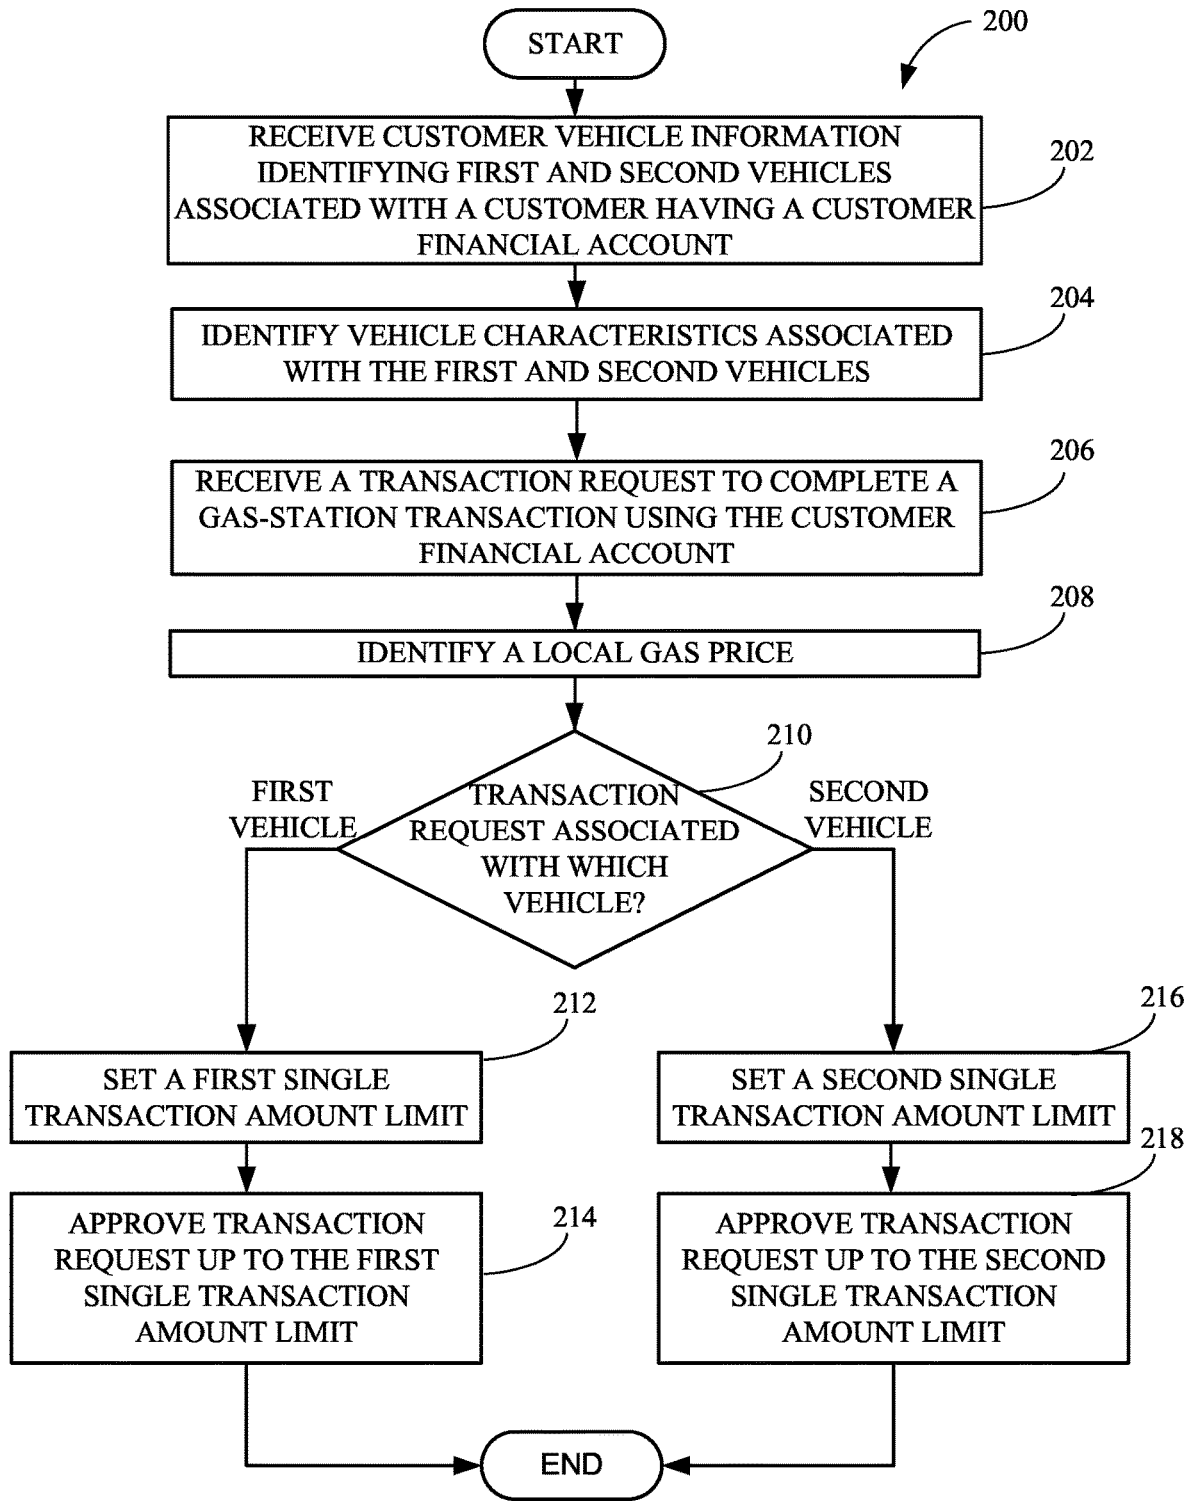 START
200
RECEIVE CUSTOMER VEHICLE INFORMATION
IDENTIFYING FIRST AND SECOND VEHICLES
ASSOCIATED WITH A CUSTOMER HAVING A CUSTOMER
FINANCIAL ACCOUNT
202
IDENTIFY VEHICLE CHARACTERISTICS ASSOCIATED
WITH THE FIRST AND SECOND VEHICLES
204
RECEIVE A TRANSACTION REQUEST TO COMPLETE A
GAS-STATION TRANSACTION USING THE CUSTOMER
FINANCIAL ACCOUNT
206
IDENTIFY A LOCAL GAS PRICE
208
210
TRANSACTION
REQUEST ASSOCIATED
WITH WHICH
VEHICLE?
FIRST
VEHICLE
SECOND
VEHICLE
212
SET A FIRST SINGLE
TRANSACTION AMOUNT LIMIT
214
APPROVE TRANSACTION
REQUEST UP TO THE FIRST
SINGLE TRANSACTION
AMOUNT LIMIT
216
SET A SECOND SINGLE
TRANSACTION AMOUNT LIMIT
218
APPROVE TRANSACTION
REQUEST UP TO THE SECOND
SINGLE TRANSACTION
AMOUNT LIMIT
END